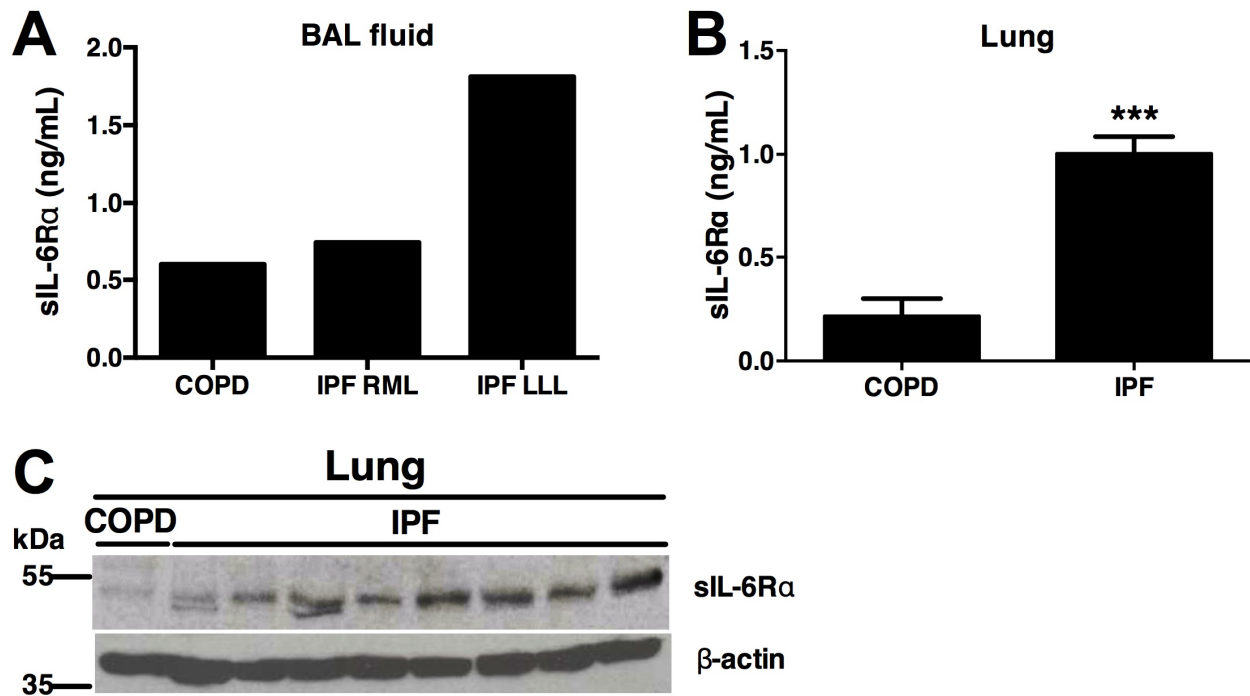 A
BAL fluid
sIL-6Rα (ng/mL)
2.0
1.5
1.0
0.5
0.0
COPD IPF RML IPF LLL
B
Lung
sIL-6Rα (ng/mL)
1.5
***
1.0
0.5
0.0
COPD IPF
C
Lung
COPD IPF
kDa
55
sIL-6Rα
β-actin
35